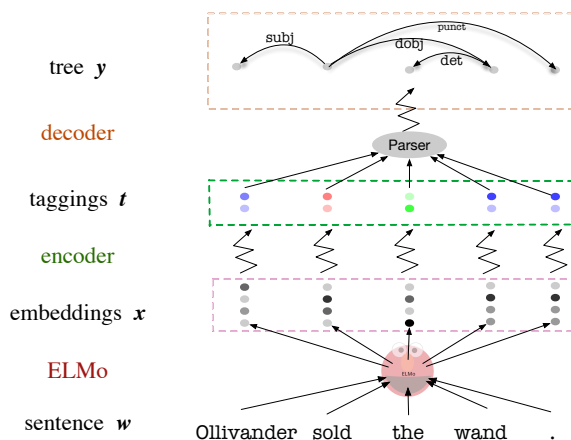 punct
subj
dobj
tree y
det
decoder
Parser
taggings t
encoder
embeddings x
ELMo
ELMo
sentence w
Ollivander sold the wand .